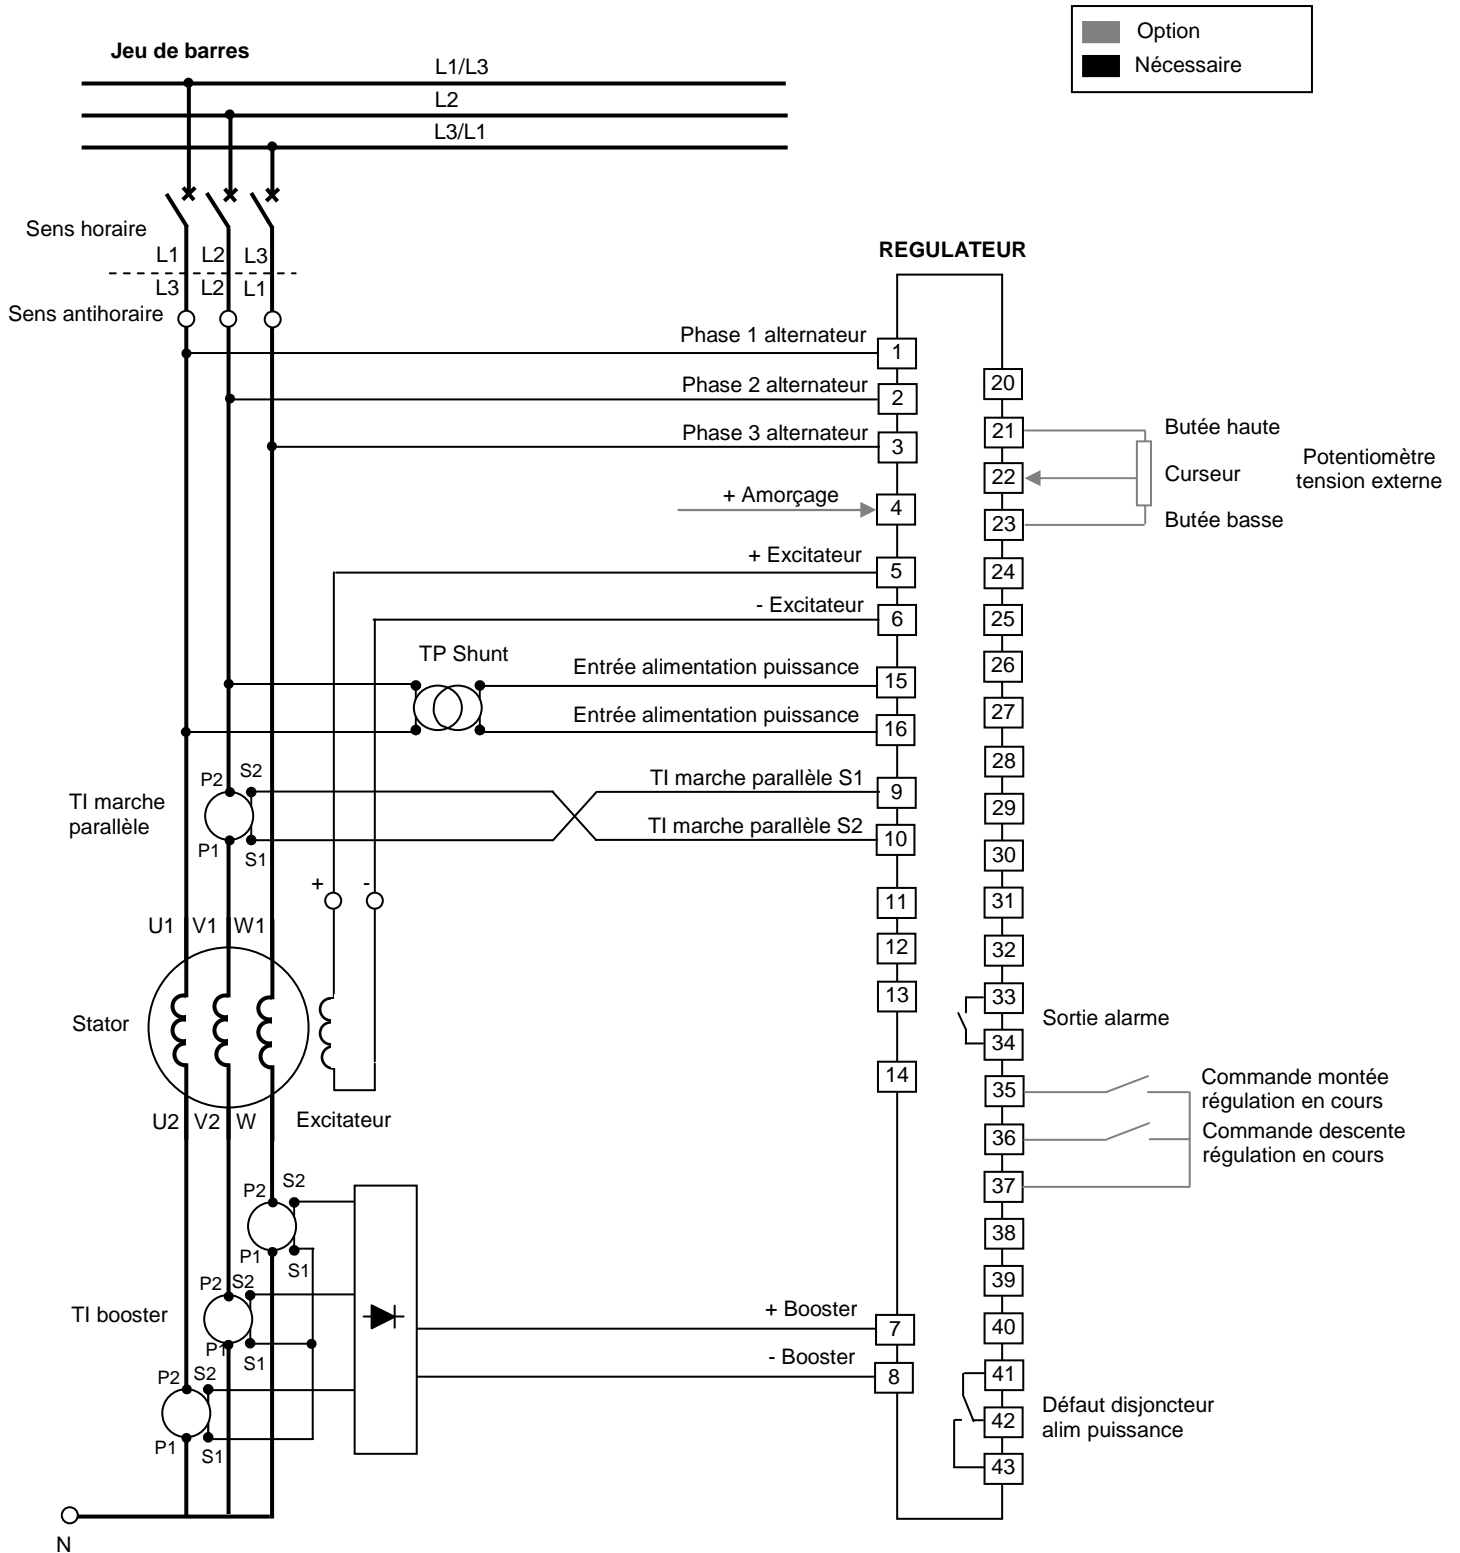 Option
Nécessaire
Jeu de barres
L1/L3
L2
L3/L1
Sens horaire
L1 L2 L3
L3 L2 L1
Sens antihoraire
REGULATEUR
Phase 1 alternateur
1
Phase 2 alternateur
2
Phase 3 alternateur
3
+ Amorçage
4
+ Excitateur
5
- Excitateur
6
TP Shunt
Entrée alimentation puissance
15
Entrée alimentation puissance
16
TI marche parallèle S1
9
TI marche parallèle S2
10
11
12
13
14
+ Booster
7
- Booster
8
20
21
22
23
24
25
26
27
28
29
30
31
32
33
34
35
36
37
38
39
40
41
42
43
Butée haute
Curseur
Butée basse
Potentiomètre
tension externe
Sortie alarme
Commande montée
régulation en cours
Commande descente
régulation en cours
Défaut disjoncteur
alim puissance
TI marche
parallèle
P2 S2
P1 S1
+ -
U1 V1 W1
Stator
U2 V2 W
Excitateur
P2 S2
P1 S1
TI booster
P2 S2
P1 S1
P2 S2
P1 S1
N